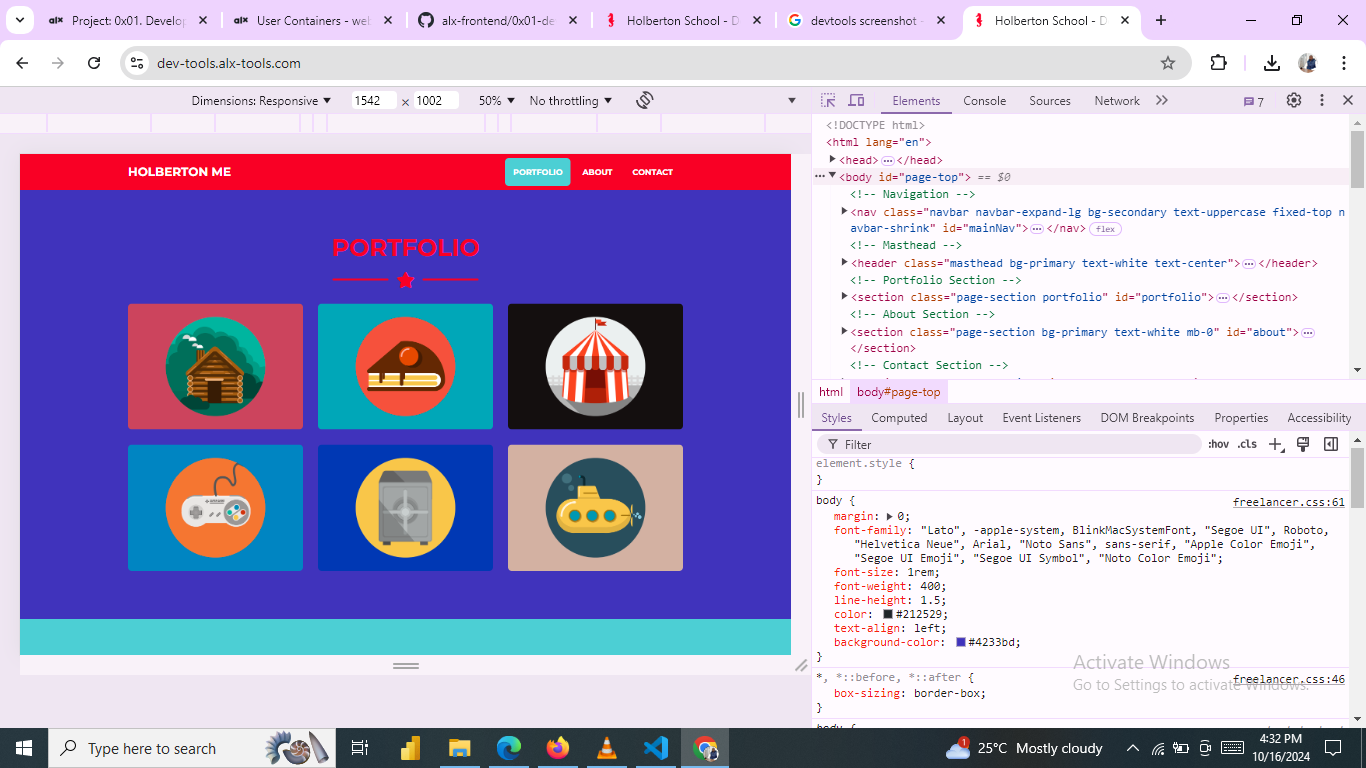 Project: 0x01. Develop
User Containers - web
alx-frontend/0x01-de
Holberton School - D
devtools screenshot -
Holberton School - D
dev-tools.alx-tools.com
Dimensions: Responsive 1542 × 1002 50% No throttling
Elements Console Sources Network 7
HOLBERTON ME PORTFOLIO ABOUT CONTACT
PORTFOLIO
<!DOCTYPE html>
<html lang="en">
<head> ⋯ </head>
⋯ <body id="page-top"> == $0
<!-- Navigation -->
<nav class="navbar navbar-expand-lg bg-secondary text-uppercase fixed-top n
avbar-shrink" id="mainNav"> ⋯ </nav> flex
<!-- Masthead -->
<header class="masthead bg-primary text-white text-center"> ⋯ </header>
<!-- Portfolio Section -->
<section class="page-section portfolio" id="portfolio"> ⋯ </section>
<!-- About Section -->
<section class="page-section bg-primary text-white mb-0" id="about"> ⋯
</section>
<!-- Contact Section -->
html body#page-top
Styles Computed Layout Event Listeners DOM Breakpoints Properties Accessibility
Filter :hov .cls
element.style {
}
body { freelancer.css:61
margin: 0;
font-family: "Lato", -apple-system, BlinkMacSystemFont, "Segoe UI", Roboto,
"Helvetica Neue", Arial, "Noto Sans", sans-serif, "Apple Color Emoji",
"Segoe UI Emoji", "Segoe UI Symbol", "Noto Color Emoji";
font-size: 1rem;
font-weight: 400;
line-height: 1.5;
color: #212529;
text-align: left;
background-color: #4233bd;
}
*, *::before, *::after { freelancer.css:46
box-sizing: border-box;
}
Activate Windows
Go to Settings to activate Windows.
Type here to search
1
25°C Mostly cloudy
4:32 PM
10/16/2024